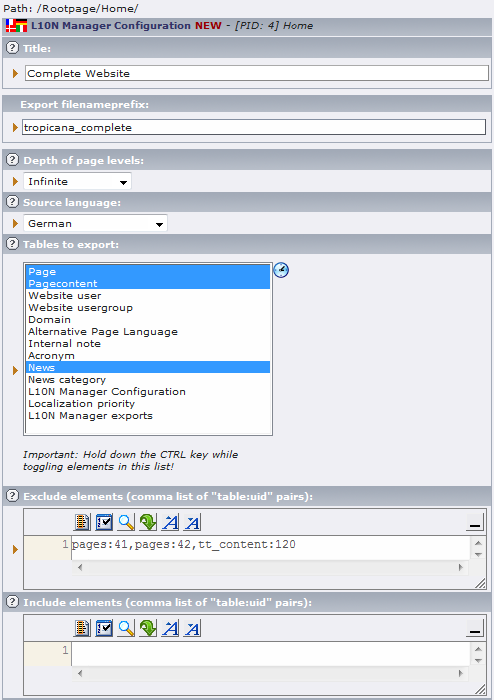 Path: /Rootpage/Home/
L10N Manager Configuration NEW - [PID: 4] Home
Title:
Complete Website
Export filenameprefix:
tropicana_complete
Depth of page levels:
Infinite
Source language:
German
Tables to export:
Page
Pagecontent
Website user
Website usergroup
Domain
Alternative Page Language
Internal note
Acronym
News
News category
L10N Manager Configuration
Localization priority
L10N Manager exports
Important: Hold down the CTRL key while
toggling elements in this list!
Exclude elements (comma list of "table:uid" pairs):
1 pages:41,pages:42,tt_content:120
Include elements (comma list of "table:uid" pairs):
1